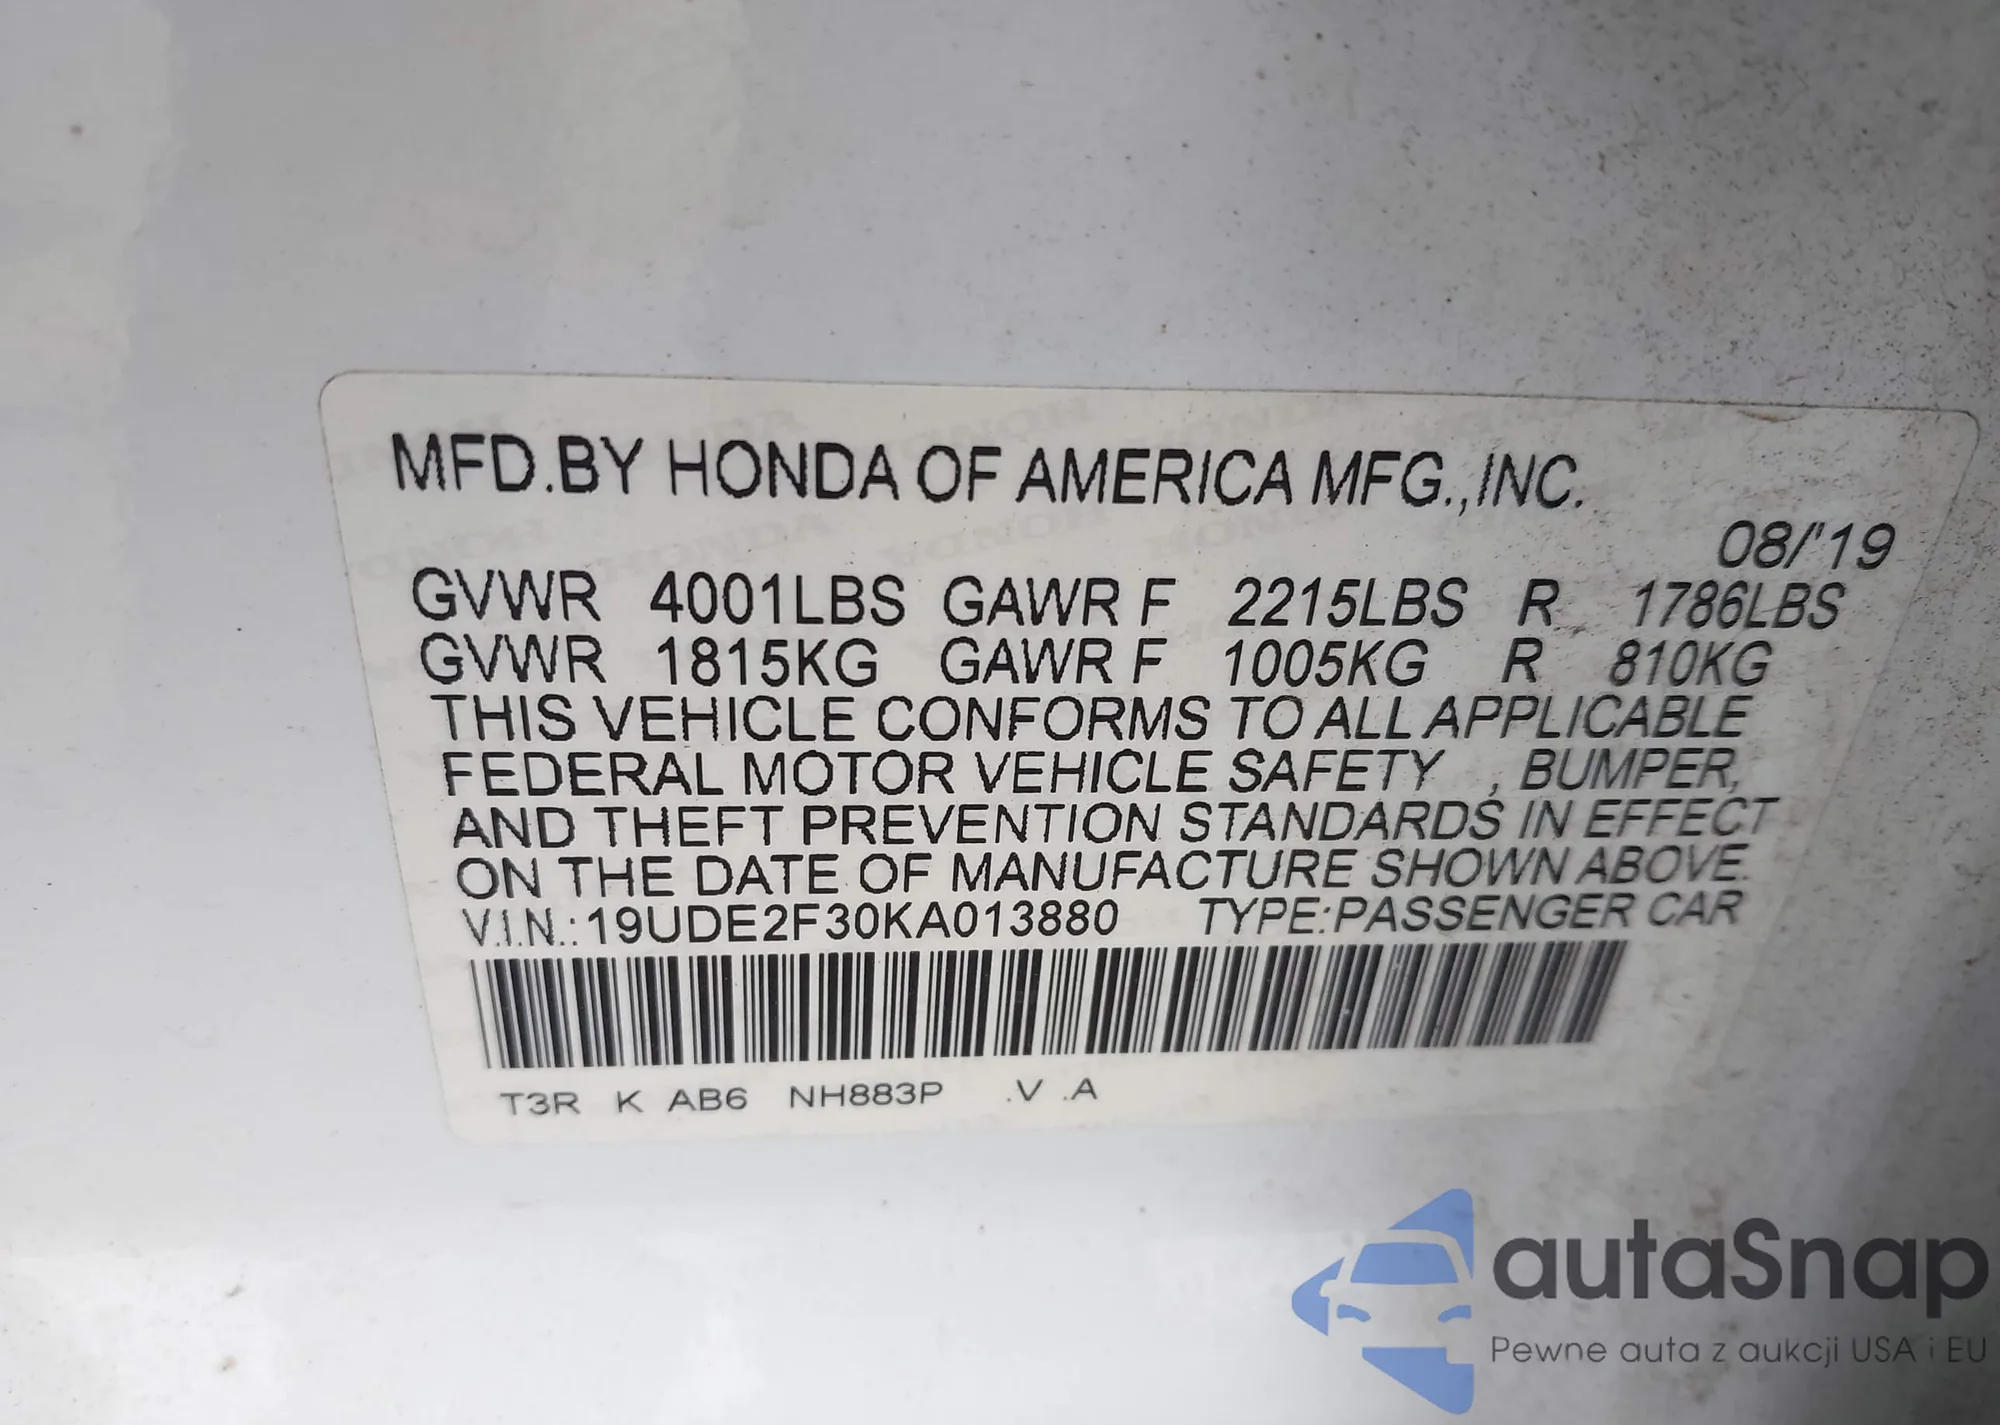 MFD.BY HONDA OF AMERICA MFG.,INC.
08/'19
GVWR 4001LBS GAWR F 2215LBS R 1786LBS
GVWR 1815KG GAWR F 1005KG R 810KG
THIS VEHICLE CONFORMS TO ALL APPLICABLE
FEDERAL MOTOR VEHICLE SAFETY , BUMPER,
AND THEFT PREVENTION STANDARDS IN EFFECT
ON THE DATE OF MANUFACTURE SHOWN ABOVE.
V.I.N.:19UDE2F30KA013880 TYPE:PASSENGER CAR
T3R K AB6 NH883P .V .A
autaSnap
Pewne auta z aukcji USA i EU